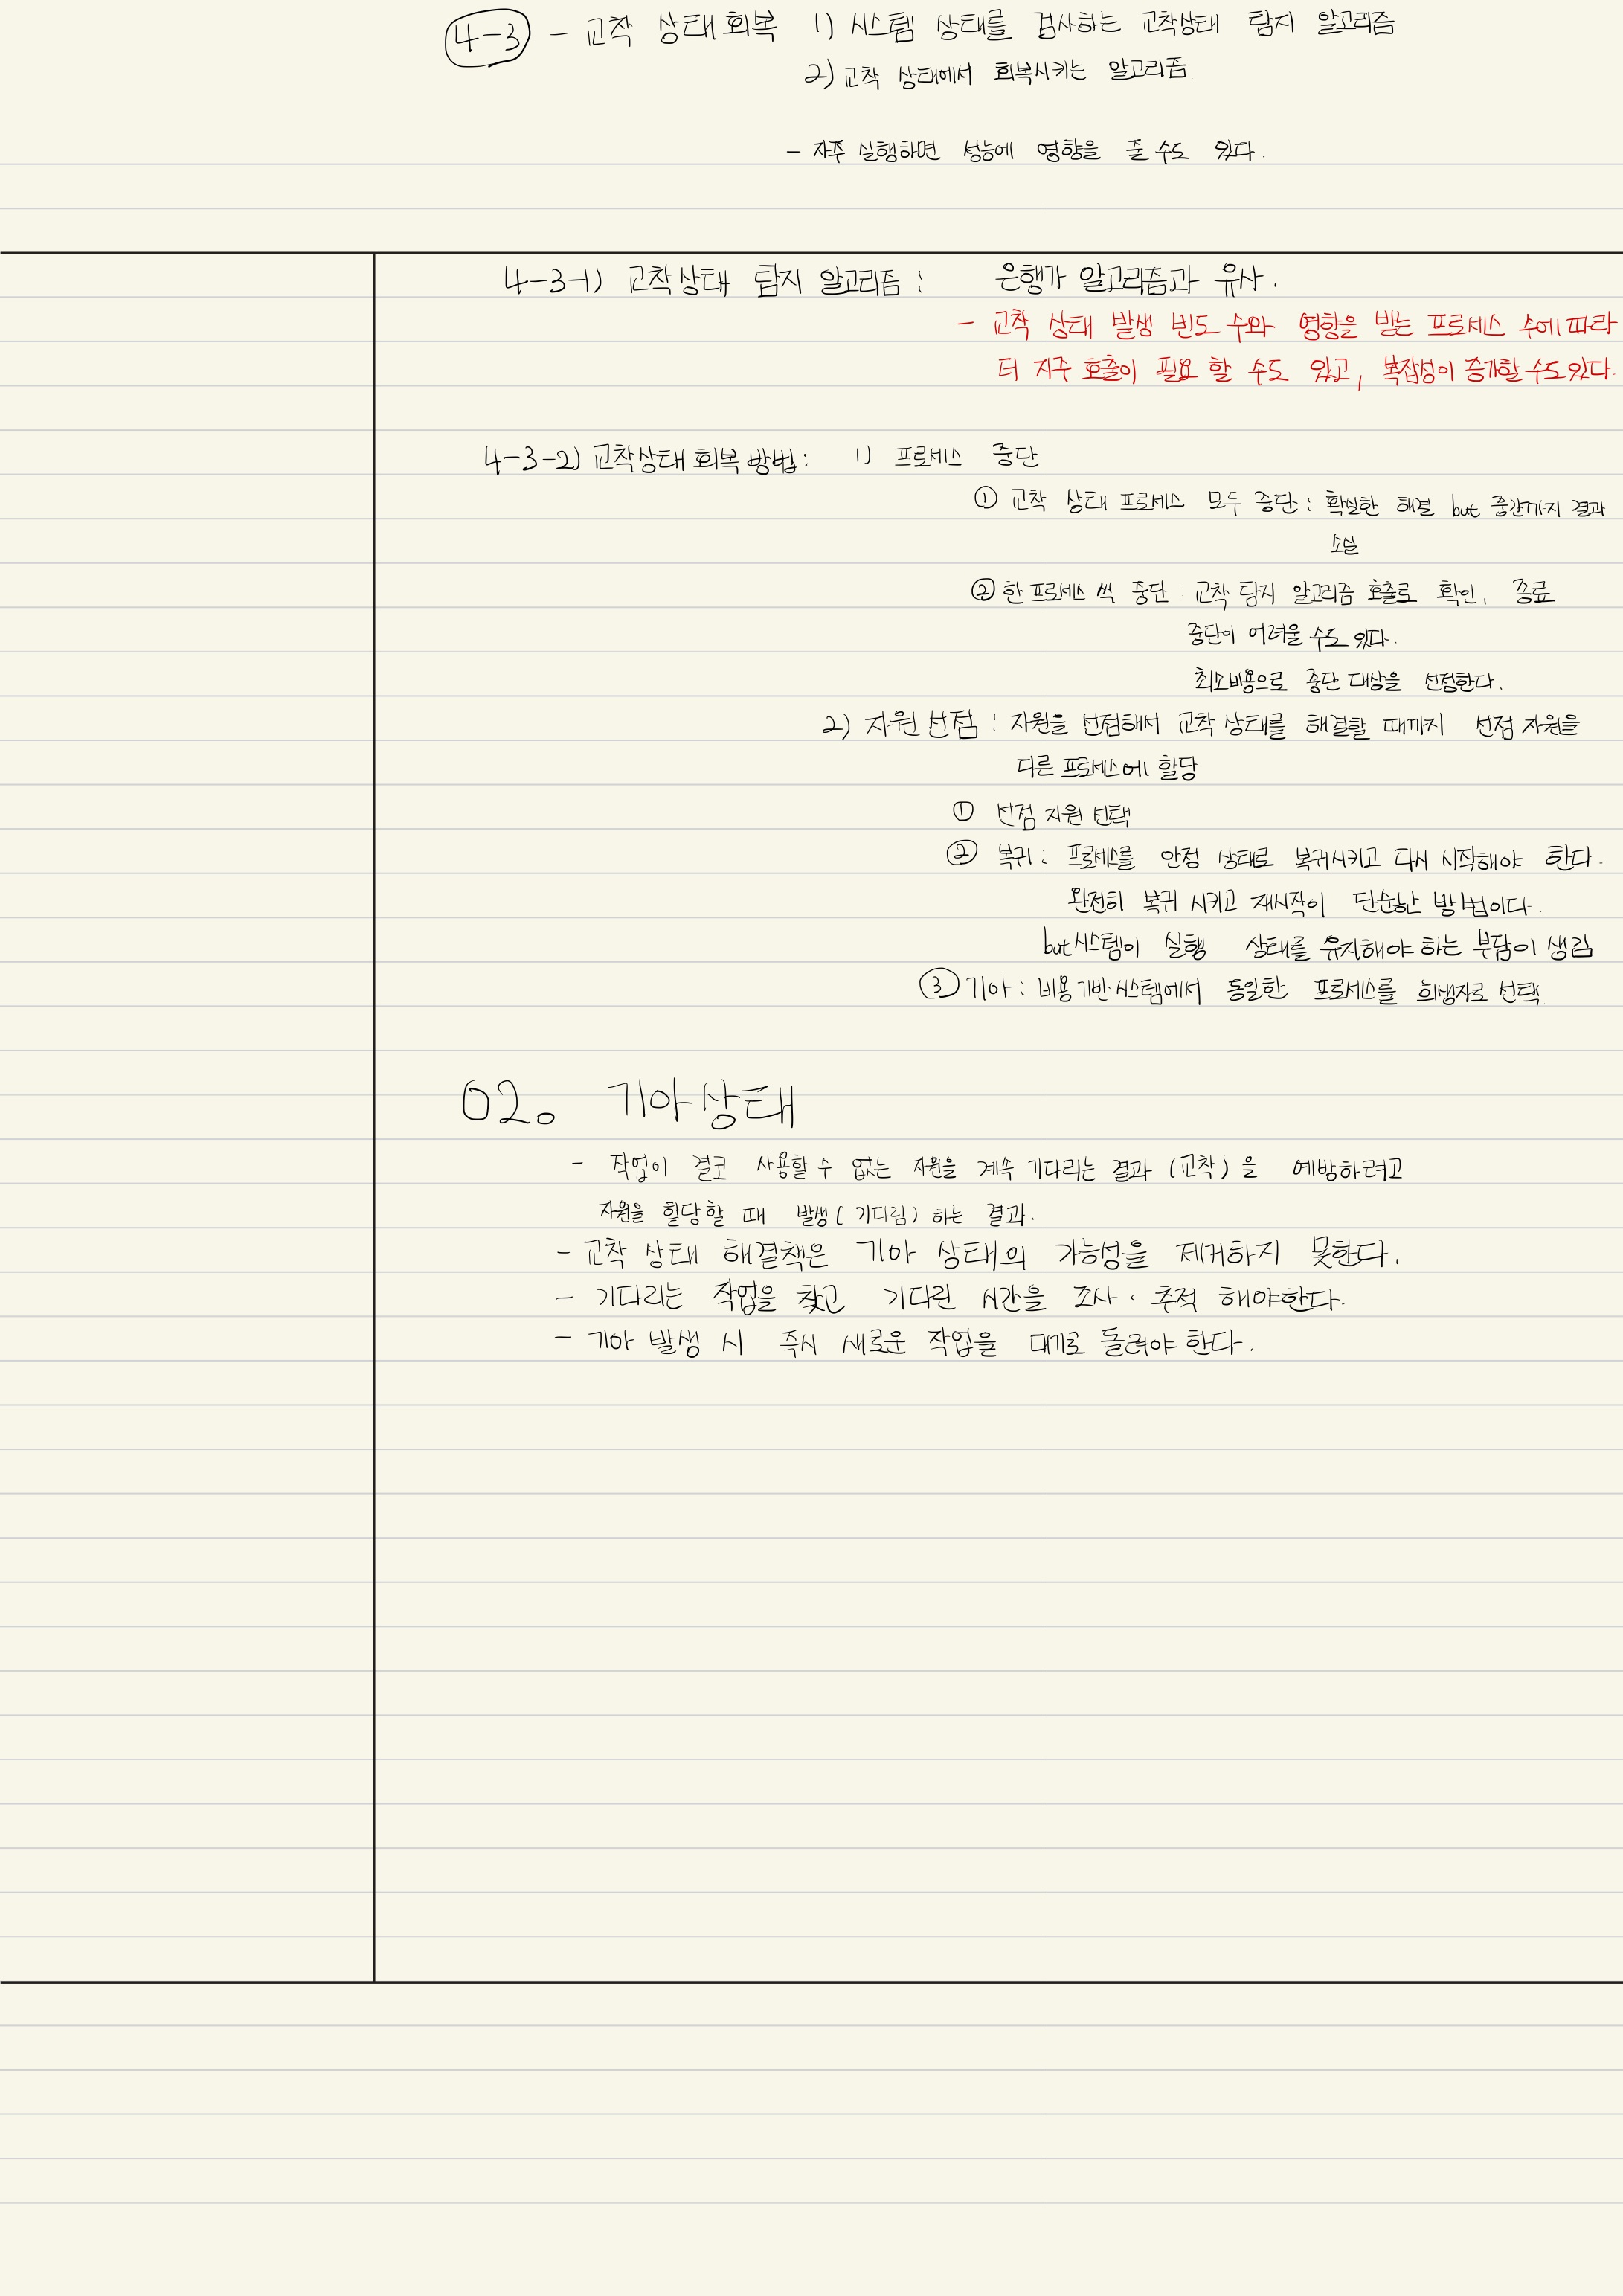 4-3 - 교착 상태 회복 1) 시스템 상태를 검사하는 교착상태 탐지 알고리즘
2) 교착 상태에서 회복시키는 알고리즘.
- 자주 실행하면 성능에 영향을 줄 수도 있다.
4-3-1) 교착상태 탐지 알고리즘 : 은행가 알고리즘과 유사.
- 교착 상태 발생 빈도 수와 영향을 받는 프로세스 수에 따라
더 자주 호출이 필요 할 수도 있고, 복잡성이 증가할 수도 있다.
4-3-2) 교착상태 회복 방법 : 1) 프로세스 중단
① 교착 상태 프로세스 모두 중단 : 확실한 해결 but 중간까지 결과
소실
② 한 프로세스 씩 중단 : 교착 탐지 알고리즘 호출로 확인, 종료
중단이 어려울 수도 있다.
최소비용으로 중단 대상을 선정한다.
2) 자원 선점 : 자원을 선점해서 교착 상태를 해결할 때까지 선점 자원을
다른 프로세스에 할당
① 선점 자원 선택
② 복귀 : 프로세스를 안정 상태로 복귀시키고 다시 시작해야 한다.
완전히 복귀 시키고 재시작이 단순한 방법이다.
but 시스템이 실행 상태를 유지해야 하는 부담이 생김
③ 기아 : 비용 기반 시스템에서 동일한 프로세스를 희생자로 선택
02. 기아상태
- 작업이 결코 사용할 수 없는 자원을 계속 기다리는 결과 (교착) 을 예방하려고
자원을 할당할 때 발생 (기다림) 하는 결과.
- 교착 상태 해결책은 기아 상태의 가능성을 제거하지 못한다.
- 기다리는 작업을 찾고 기다린 시간을 조사 · 추적 해야한다.
- 기아 발생 시 즉시 새로운 작업을 대기로 돌려야 한다.